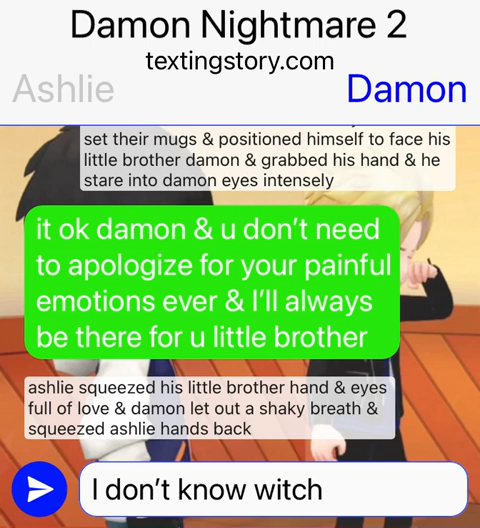 Damon Nightmare 2
textingstory.com
Ashlie
Damon
set their mugs & positioned himself to face his
little brother damon & grabbed his hand & he
stare into damon eyes intensely
it ok damon & u don't need
to apologize for your painful
emotions ever & I'll always
be there for u little brother
ashlie squeezed his little brother hand & eyes
full of love & damon let out a shaky breath &
squeezed ashlie hands back
I don't know witch